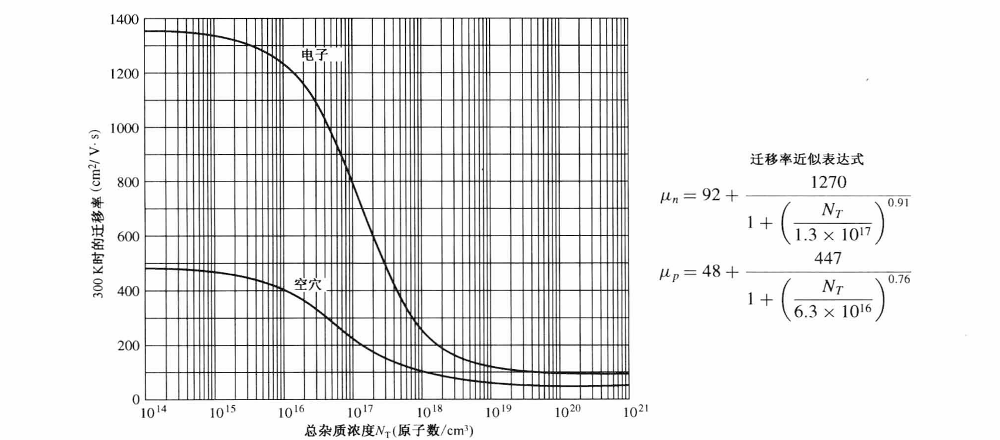 1400
1200
1000
800
600
400
200
0
300 K时的迁移率 (cm²/ V· s)
电子
空穴
10¹⁴ 10¹⁵ 10¹⁶ 10¹⁷ 10¹⁸ 10¹⁹ 10²⁰ 10²¹
总杂质浓度N_T(原子数/cm³)
迁移率近似表达式
μ_n = 92 + 1270 / (1 + (N_T / 1.3 × 10¹⁷)^0.91)
μ_p = 48 + 447 / (1 + (N_T / 6.3 × 10¹⁶)^0.76)